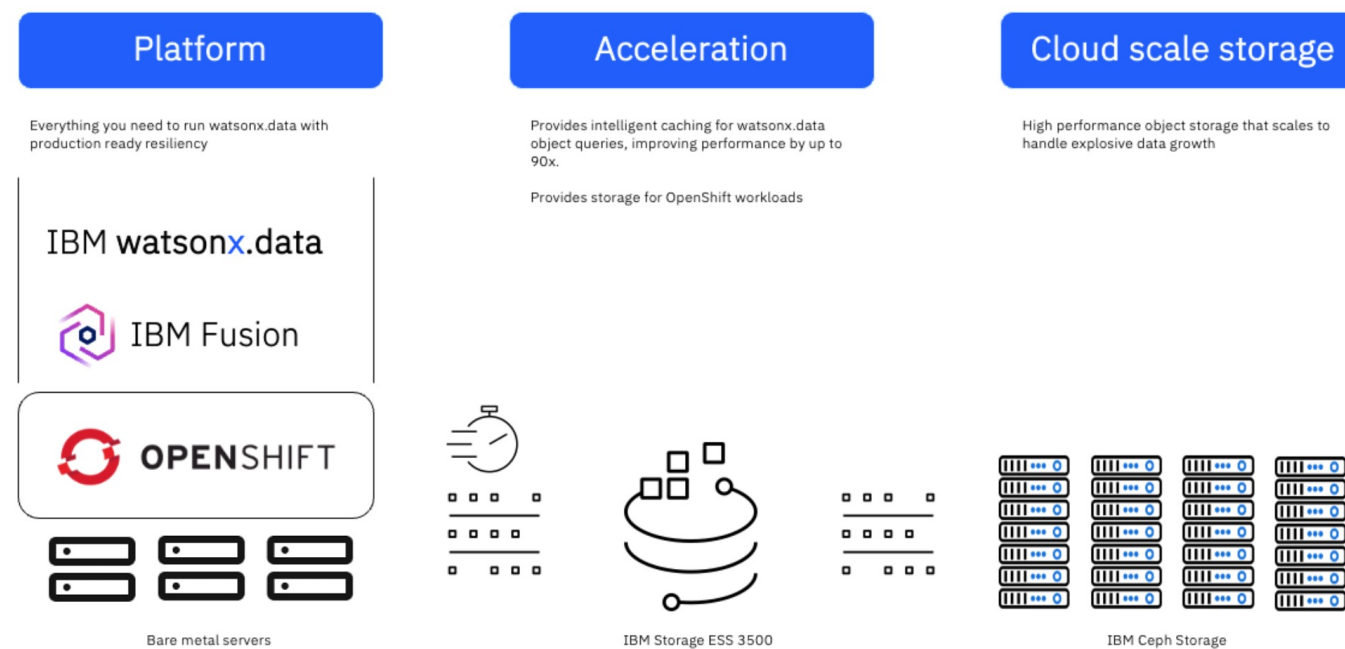 Platform
Everything you need to run watsonx.data with
production ready resiliency
IBM watsonx.data
IBM Fusion
OPENSHIFT
Bare metal servers
Acceleration
Provides intelligent caching for watsonx.data
object queries, improving performance by up to
90x.
Provides storage for OpenShift workloads
IBM Storage ESS 3500
Cloud scale storage
High performance object storage that scales to
handle explosive data growth
IBM Ceph Storage